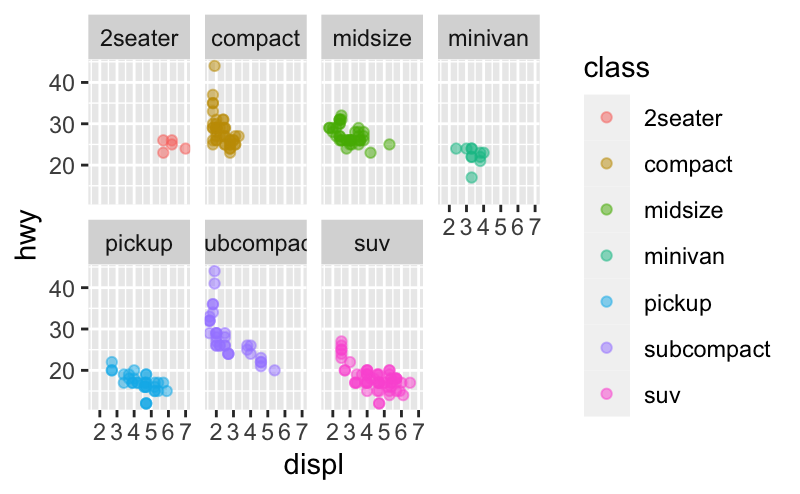 2seater compact midsize minivan
40
30
20
2 3 4 5 6 7
pickup ubcompac suv
40
30
20
2 3 4 5 6 7 2 3 4 5 6 7 2 3 4 5 6 7
displ
hwy
class
2seater
compact
midsize
minivan
pickup
subcompact
suv